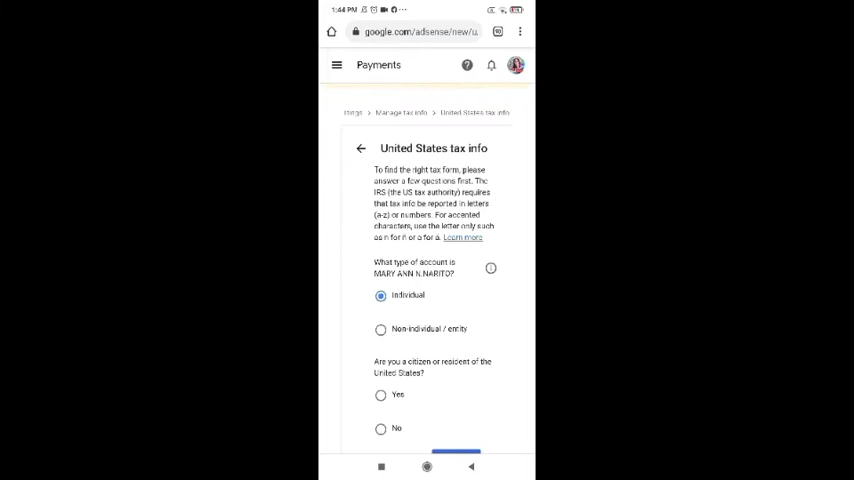 1:44 PM
google.com/adsense/new/u
Payments
ttings > Manage tax info > United States tax info
United States tax info
To find the right tax form, please
answer a few questions first. The
IRS (the US tax authority) requires
that tax info be reported in letters
(a-z) or numbers. For accented
characters, use the letter only such
as n for ñ or a for á. Learn more
What type of account is
MARY ANN N.NARITO?
Individual
Non-individual / entity
Are you a citizen or resident of the
United States?
Yes
No